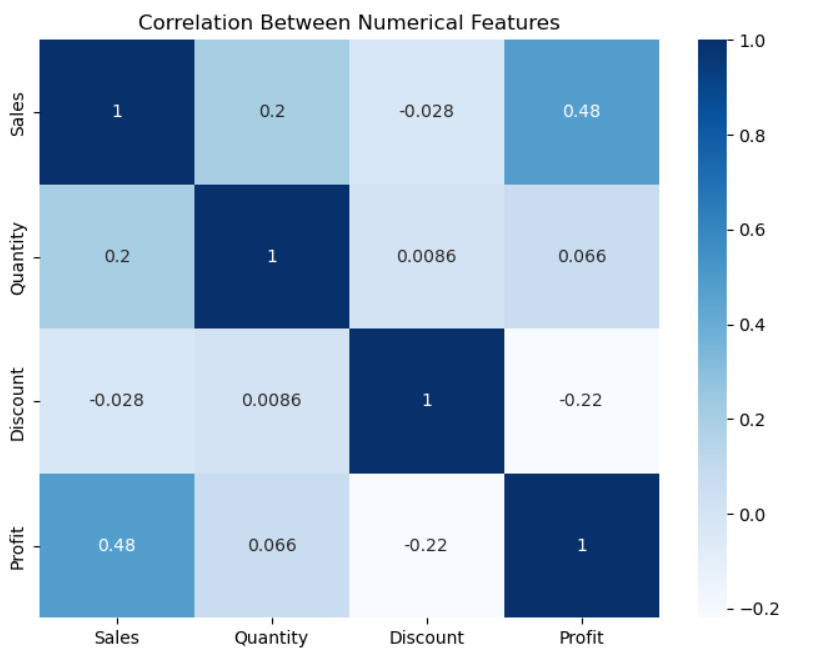 Correlation Between Numerical Features
Sales 1 0.2 -0.028 0.48
Quantity 0.2 1 0.0086 0.066
Discount -0.028 0.0086 1 -0.22
Profit 0.48 0.066 -0.22 1
Sales Quantity Discount Profit
1.0
0.8
0.6
0.4
0.2
0.0
−0.2